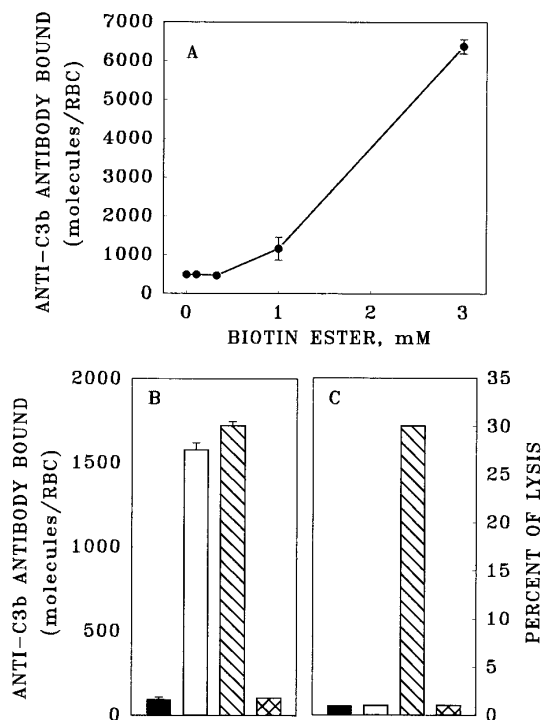 A
ANTI-C3b ANTIBODY BOUND
(molecules/RBC)
7000
6000
5000
4000
3000
2000
1000
0
0
1
2
3
BIOTIN ESTER, mM
B
ANTI-C3b ANTIBODY BOUND
(molecules/RBC)
2000
1500
1000
500
0
C
35
30
25
20
15
10
5
0
PERCENT OF LYSIS